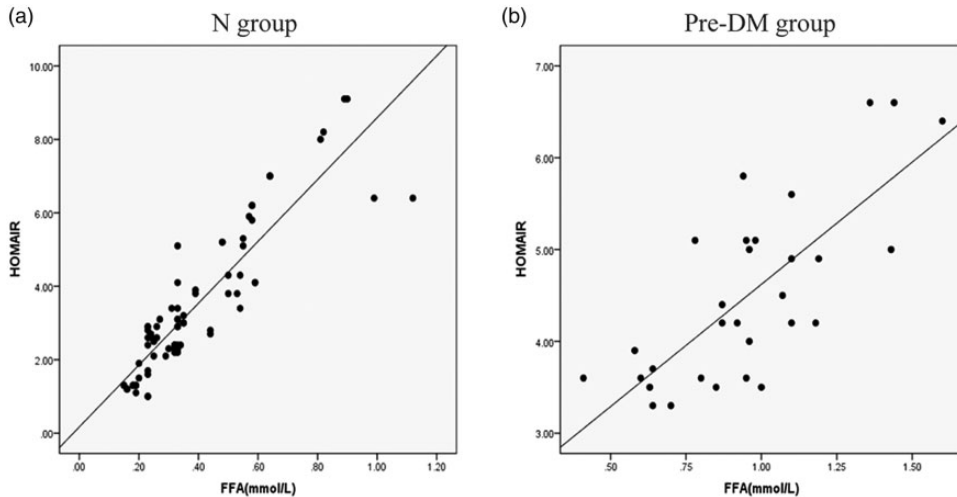 (a)
N group
10.00
8.00
6.00
4.00
2.00
.00
HOMAIR
.00 .20 .40 .60 .80 1.00 1.20
FFA(mmol/L)
(b)
Pre-DM group
7.00
6.00
5.00
4.00
3.00
HOMAIR
.50 .75 1.00 1.25 1.50
FFA(mmol/L)